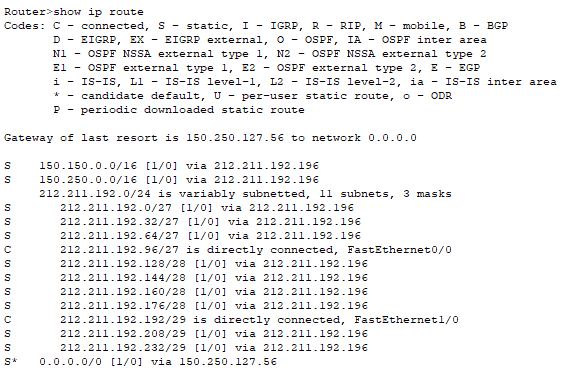 Router>show ip route
Codes: C - connected, S - static, I - IGRP, R - RIP, M - mobile, B - BGP
D - EIGRP, EX - EIGRP external, O - OSPF, IA - OSPF inter area
N1 - OSPF NSSA external type 1, N2 - OSPF NSSA external type 2
E1 - OSPF external type 1, E2 - OSPF external type 2, E - EGP
i - IS-IS, L1 - IS-IS level-1, L2 - IS-IS level-2, ia - IS-IS inter area
* - candidate default, U - per-user static route, o - ODR
P - periodic downloaded static route
Gateway of last resort is 150.250.127.56 to network 0.0.0.0
S 150.150.0.0/16 [1/0] via 212.211.192.196
S 150.250.0.0/16 [1/0] via 212.211.192.196
212.211.192.0/24 is variably subnetted, 11 subnets, 3 masks
S 212.211.192.0/27 [1/0] via 212.211.192.196
S 212.211.192.32/27 [1/0] via 212.211.192.196
S 212.211.192.64/27 [1/0] via 212.211.192.196
C 212.211.192.96/27 is directly connected, FastEthernet0/0
S 212.211.192.128/28 [1/0] via 212.211.192.196
S 212.211.192.144/28 [1/0] via 212.211.192.196
S 212.211.192.160/28 [1/0] via 212.211.192.196
S 212.211.192.176/28 [1/0] via 212.211.192.196
C 212.211.192.192/29 is directly connected, FastEthernet1/0
S 212.211.192.208/29 [1/0] via 212.211.192.196
S 212.211.192.232/29 [1/0] via 212.211.192.196
S* 0.0.0.0/0 [1/0] via 150.250.127.56